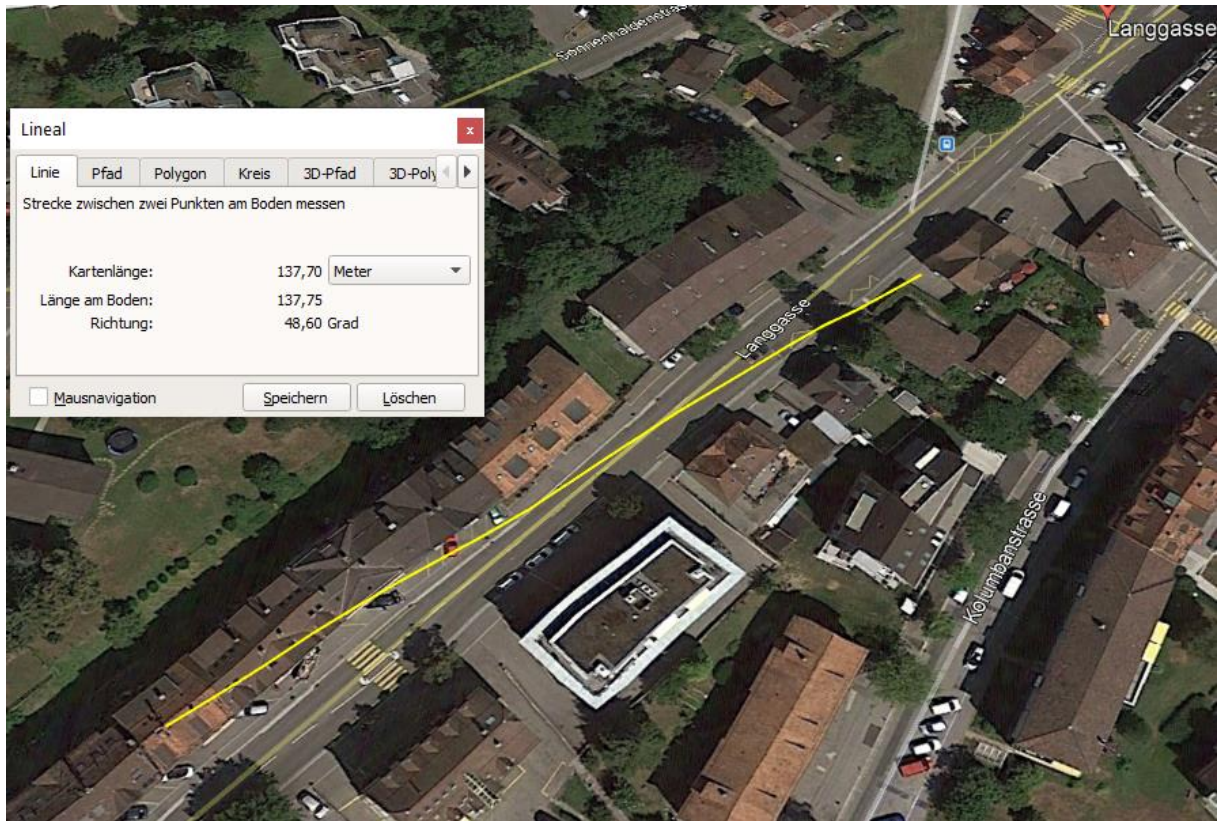 Sonnenhaldenstrasse
Langgasse
Lineal
x
Linie
Pfad
Polygon
Kreis
3D-Pfad
3D-Poly
Strecke zwischen zwei Punkten am Boden messen
Kartenlänge: 137,70 Meter
Länge am Boden: 137,75
Richtung: 48,60 Grad
Mausnavigation
Speichern
Löschen
Langgasse
Kolumbanstrasse